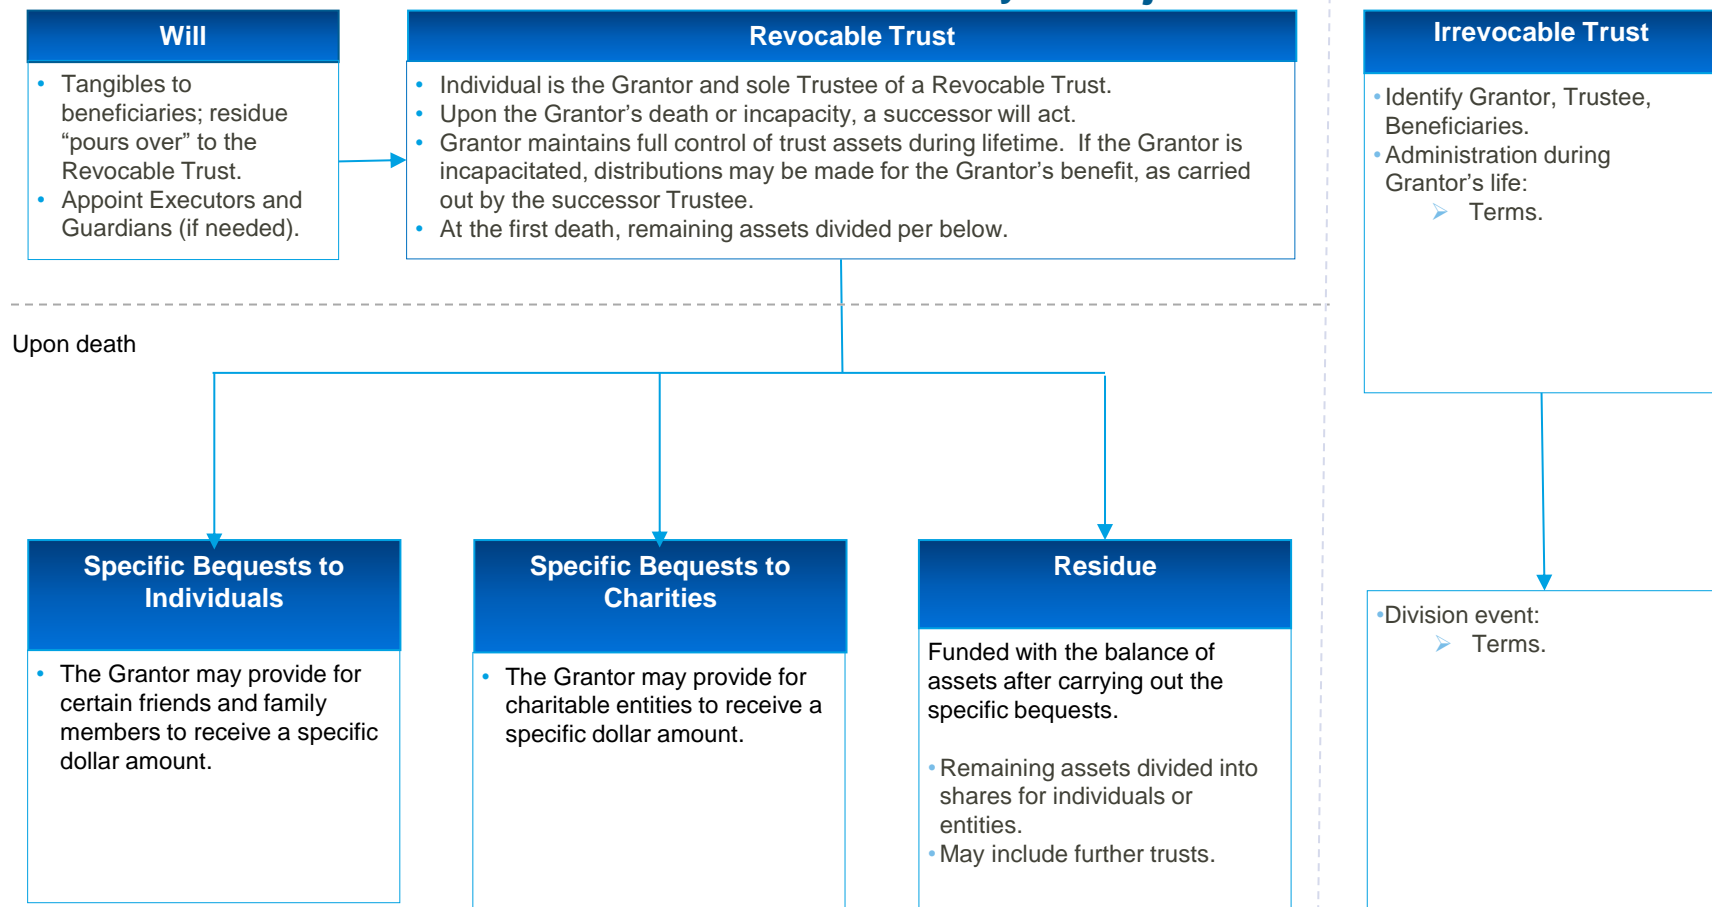 Will
• Tangibles to
beneficiaries; residue
“pours over” to the
Revocable Trust.
• Appoint Executors and
Guardians (if needed).
Revocable Trust
• Individual is the Grantor and sole Trustee of a Revocable Trust.
• Upon the Grantor’s death or incapacity, a successor will act.
• Grantor maintains full control of trust assets during lifetime.  If the Grantor is
incapacitated, distributions may be made for the Grantor’s benefit, as carried
out by the successor Trustee.
• At the first death, remaining assets divided per below.
Irrevocable Trust
• Identify Grantor, Trustee,
Beneficiaries.
• Administration during
Grantor’s life:
➢ Terms.
Upon death
Specific Bequests to
Individuals
• The Grantor may provide for
certain friends and family
members to receive a specific
dollar amount.
Specific Bequests to
Charities
• The Grantor may provide for
charitable entities to receive a
specific dollar amount.
Residue
Funded with the balance of
assets after carrying out the
specific bequests.
• Remaining assets divided into
shares for individuals or
entities.
• May include further trusts.
• Division event:
➢ Terms.